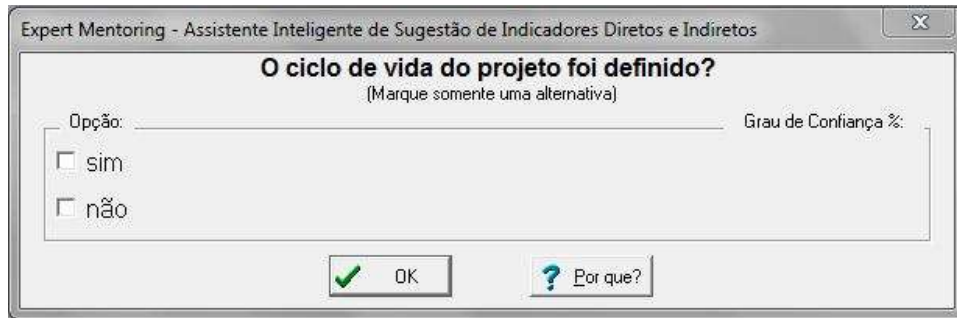 Expert Mentoring - Assistente Inteligente de Sugestão de Indicadores Diretos e Indiretos
O ciclo de vida do projeto foi definido?
(Marque somente uma alternativa)
Opção: Grau de Confiança %:
sim
não
OK Por que?